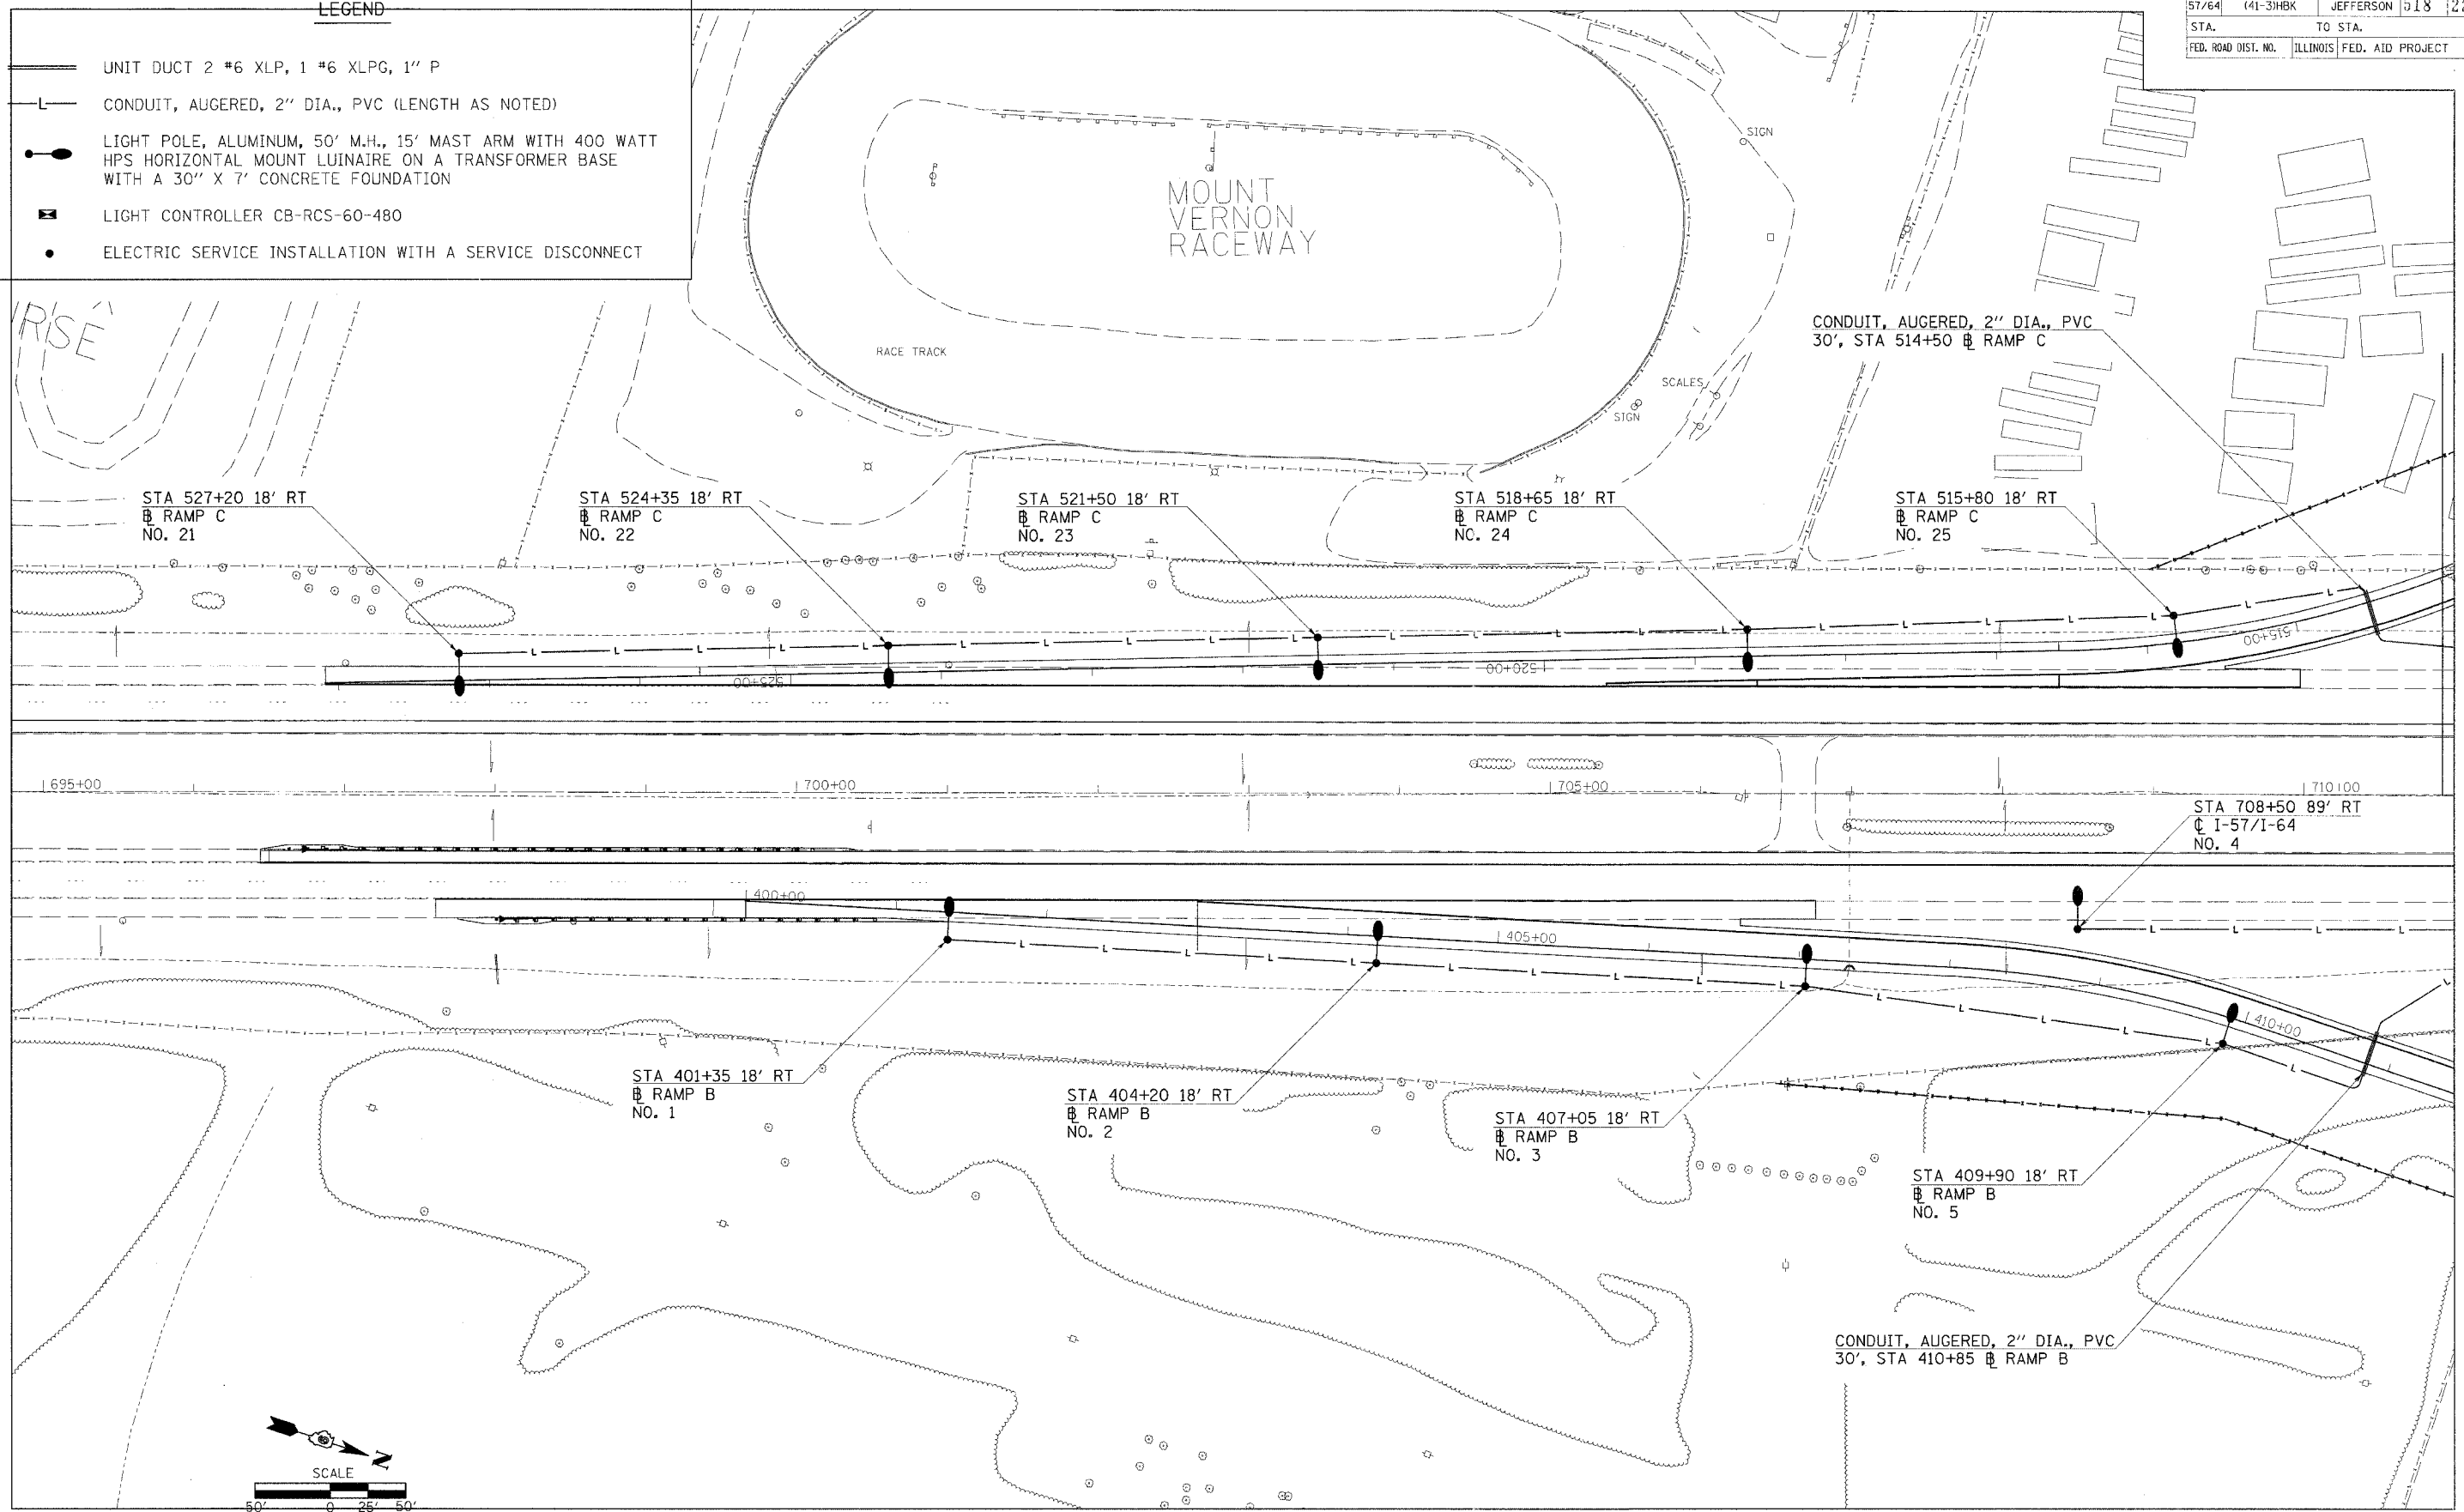 LEGEND
UNIT DUCT 2 #6 XLP, 1 #6 XLPG, 1" P
L CONDUIT, AUGERED, 2" DIA., PVC (LENGTH AS NOTED)
LIGHT POLE, ALUMINUM, 50' M.H., 15' MAST ARM WITH 400 WATT
HPS HORIZONTAL MOUNT LUINAIRE ON A TRANSFORMER BASE
WITH A 30" X 7' CONCRETE FOUNDATION
LIGHT CONTROLLER CB-RCS-60-480
ELECTRIC SERVICE INSTALLATION WITH A SERVICE DISCONNECT
57/64 (41-3)HBK JEFFERSON 518
STA. TO STA.
FED. ROAD DIST. NO. ILLINOIS FED. AID PROJECT
SIGN
MOUNT
VERNON
RACEWAY
RACE TRACK
SCALES
SIGN
CONDUIT, AUGERED, 2" DIA., PVC
30', STA 514+50 ℄ RAMP C
STA 527+20 18' RT
℄ RAMP C
NO. 21
STA 524+35 18' RT
℄ RAMP C
NO. 22
STA 521+50 18' RT
℄ RAMP C
NO. 23
STA 518+65 18' RT
℄ RAMP C
NO. 24
STA 515+80 18' RT
℄ RAMP C
NO. 25
525+00
520+00
515+00
695+00
700+00
705+00
710+00
STA 708+50 89' RT
℄ I-57/I-64
NO. 4
400+00
405+00
410+00
STA 401+35 18' RT
℄ RAMP B
NO. 1
STA 404+20 18' RT
℄ RAMP B
NO. 2
STA 407+05 18' RT
℄ RAMP B
NO. 3
STA 409+90 18' RT
℄ RAMP B
NO. 5
CONDUIT, AUGERED, 2" DIA., PVC
30', STA 410+85 ℄ RAMP B
N
SCALE
50' 0 25' 50'